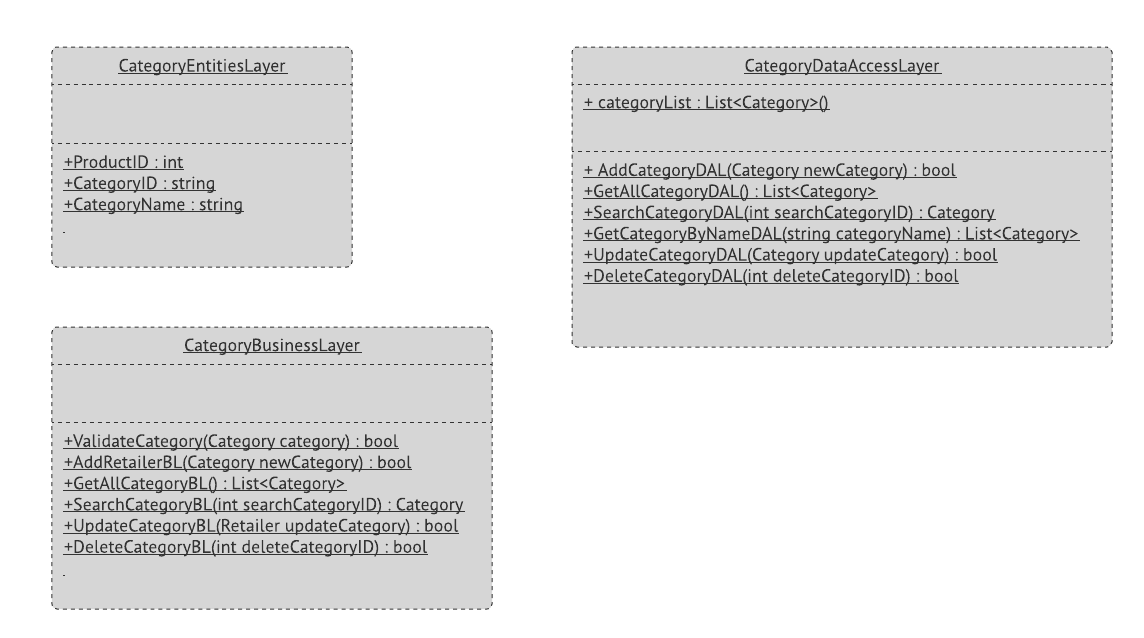 CategoryEntitiesLayer
+ProductID : int
+CategoryID : string
+CategoryName : string
.
CategoryDataAccessLayer
+ categoryList : List<Category>()
+ AddCategoryDAL(Category newCategory) : bool
+GetAllCategoryDAL() : List<Category>
+SearchCategoryDAL(int searchCategoryID) : Category
+GetCategoryByNameDAL(string categoryName) : List<Category>
+UpdateCategoryDAL(Category updateCategory) : bool
+DeleteCategoryDAL(int deleteCategoryID) : bool
CategoryBusinessLayer
+ValidateCategory(Category category) : bool
+AddRetailerBL(Category newCategory) : bool
+GetAllCategoryBL() : List<Category>
+SearchCategoryBL(int searchCategoryID) : Category
+UpdateCategoryBL(Retailer updateCategory) : bool
+DeleteCategoryBL(int deleteCategoryID) : bool
.